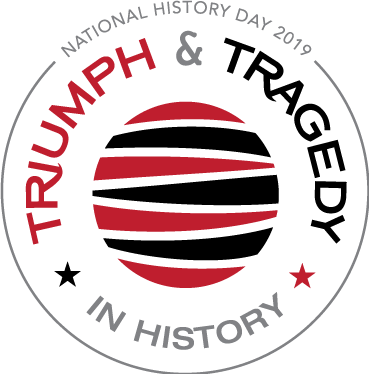 NATIONAL HISTORY DAY 2019
TRIUMPH & TRAGEDY
IN HISTORY